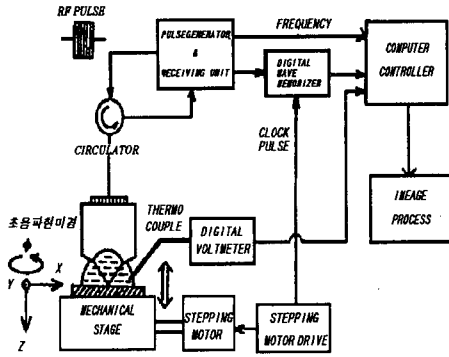 RF PULSE
PULSEGENERATOR
&
RECEIVING UNIT
FREQUENCY
DIGITAL
WAVE
MEMORIZER
COMPUTER
CONTROLLER
CIRCULATOR
CLOCK
PULSE
IMEAGE
PROCESS
초음파현미경
THERMO
COUPLE
DIGITAL
VOLTMETER
φ
X
Y
Z
MECHANICAL
STAGE
STEPPING
MOTOR
STEPPING
MOTOR DRIVE